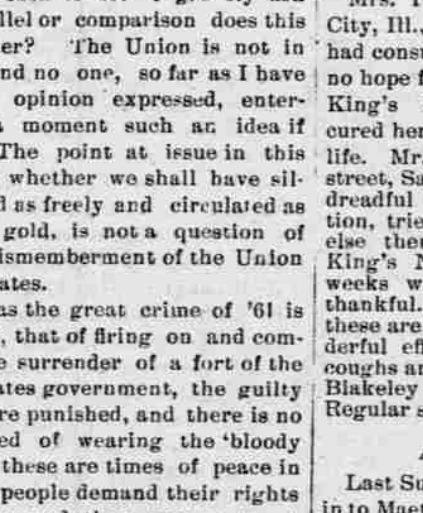 llel or comparison does this
er? The Union is not in
nd no one, so far as I have
opinion expressed, enter-
moment such an idea if
The point at issue in this
whether we shall have sil-
d as freely and circulated as
gold, is not a question of
ismemberment of the Union
ates.
as the great crime of '61 is
, that of firing on and com-
e surrender of a fort of the
ates government, the guilty
re punished, and there is no
ed of wearing the 'bloody
these are times of peace in
people demand their rights
City, Ill.,
had consu
no hope f
King's
cured her
life. Mr.
street, Sa
dreadful
tion, trie
else then
King's N
weeks w
thankful.
these are
derful eff
coughs an
Blakeley
Regular s
Last Su
in to Maet